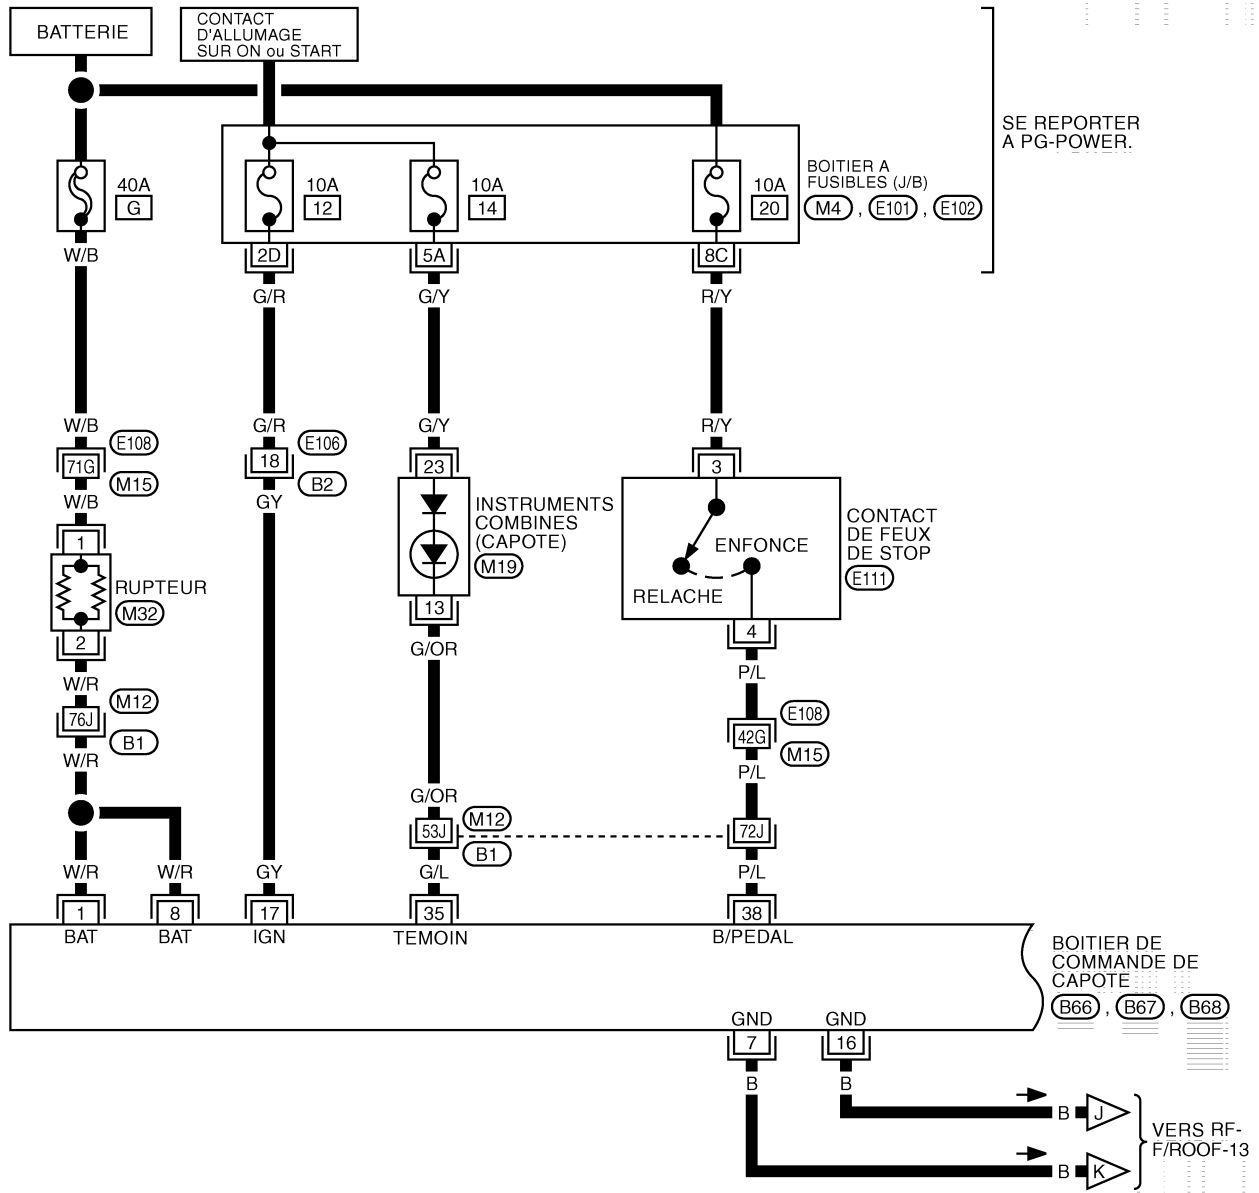 BATTERIE
CONTACT
D'ALLUMAGE
SUR ON ou START
SE REPORTER
A PG-POWER.
40A
G
10A
12
10A
14
10A
20
BOITIER A
FUSIBLES (J/B)
M4 , E101 , E102
W/B
2D
5A
8C
G/R
G/Y
R/Y
W/B
G/R
G/Y
R/Y
E108
E106
71G
18
23
3
M15
B2
W/B
GY
INSTRUMENTS
COMBINES
(CAPOTE)
M19
CONTACT
DE FEUX
DE STOP
E111
ENFONCE
RELACHE
1
RUPTEUR
M32
2
13
4
G/OR
P/L
W/R
M12
76J
B1
W/R
E108
42G
M15
P/L
G/OR
M12
53J
72J
B1
W/R
W/R
GY
G/L
P/L
1
8
17
35
38
BAT
BAT
IGN
TEMOIN
B/PEDAL
BOITIER DE
COMMANDE DE
CAPOTE
B66 , B67 , B68
GND
GND
7
16
B
B
B
J
B
K
VERS RF-
F/ROOF-13